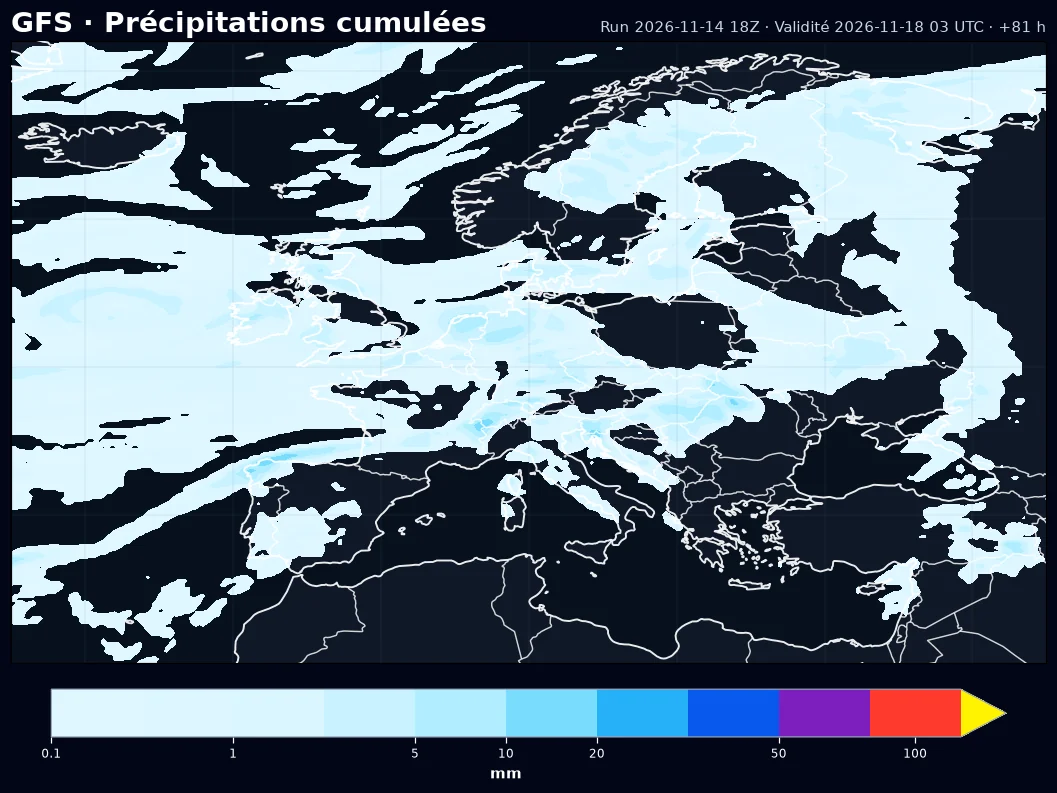 GFS · Précipitations cumulées
Run 2026-11-14 18Z · Validité 2026-11-18 03 UTC · +81 h
0.1 1 5 10 20 50 100
mm